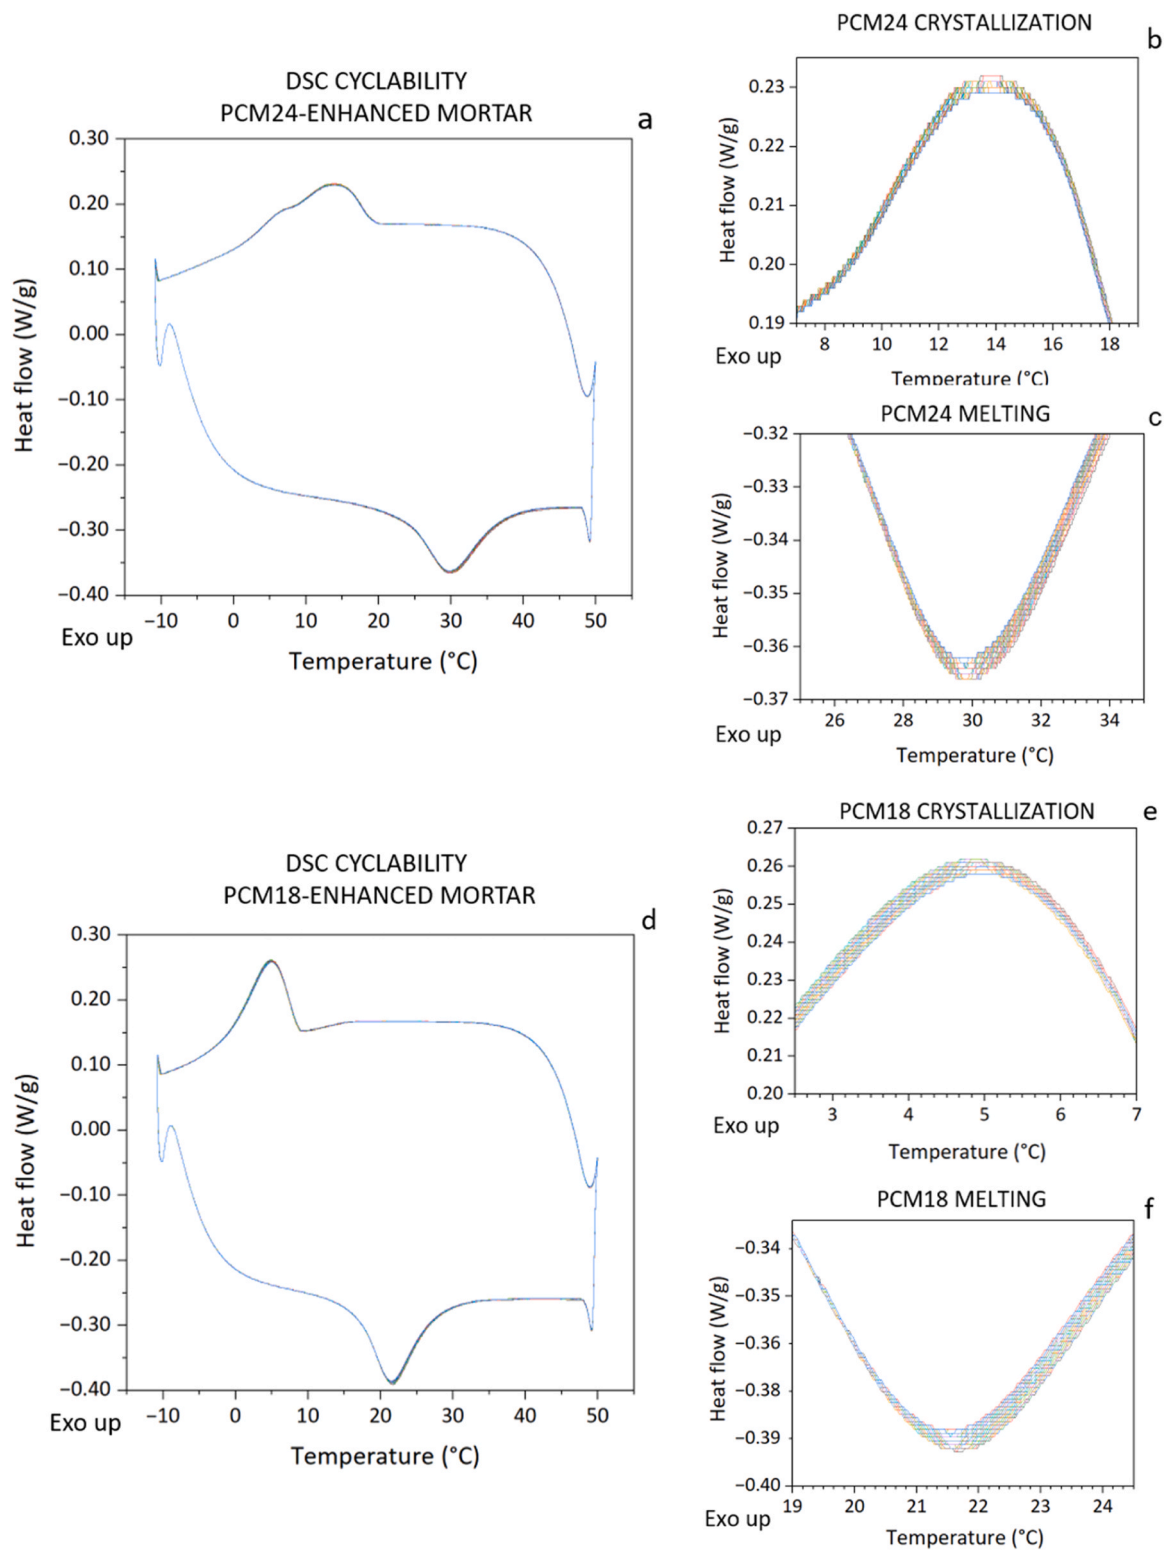 DSC CYCLABILITY
PCM24-ENHANCED MORTAR
a
0.30
0.20
0.10
0.00
−0.10
−0.20
−0.30
−0.40
Heat flow (W/g)
−10 0 10 20 30 40 50
Exo up
Temperature (°C)
PCM24 CRYSTALLIZATION
b
0.23
0.22
0.21
0.20
0.19
Heat flow (W/g)
8 10 12 14 16 18
Exo up
Temperature (°C)
PCM24 MELTING
c
−0.32
−0.33
−0.34
−0.35
−0.36
−0.37
Heat flow (W/g)
26 28 30 32 34
Exo up
Temperature (°C)
DSC CYCLABILITY
PCM18-ENHANCED MORTAR
d
0.30
0.20
0.10
0.00
−0.10
−0.20
−0.30
−0.40
Heat flow (W/g)
−10 0 10 20 30 40 50
Exo up
Temperature (°C)
PCM18 CRYSTALLIZATION
e
0.27
0.26
0.25
0.24
0.23
0.22
0.21
0.20
Heat flow (W/g)
3 4 5 6 7
Exo up
Temperature (°C)
PCM18 MELTING
f
−0.34
−0.35
−0.36
−0.38
−0.39
−0.40
Heat flow (W/g)
19 20 21 22 23 24
Exo up
Temperature (°C)